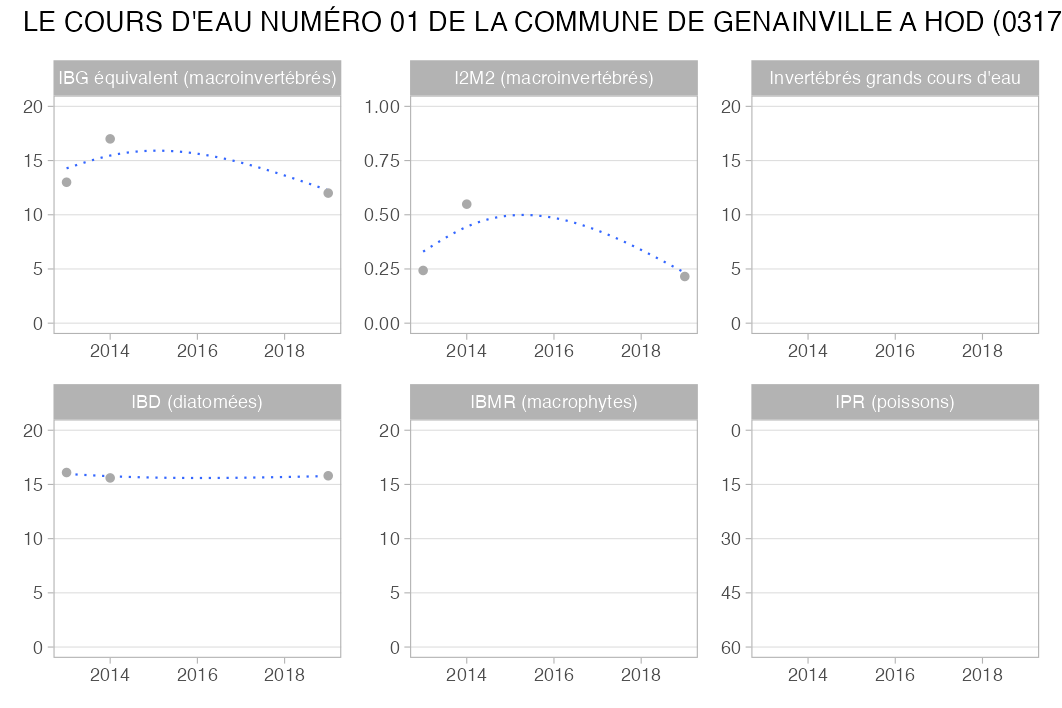 LE COURS D'EAU NUMÉRO 01 DE LA COMMUNE DE GENAINVILLE A HOD (0317
IBG équivalent (macroinvertébrés)
20
15
10
5
0
2014 2016 2018
I2M2 (macroinvertébrés)
1.00
0.75
0.50
0.25
0.00
2014 2016 2018
Invertébrés grands cours d'eau
20
15
10
5
0
2014 2016 2018
IBD (diatomées)
20
15
10
5
0
2014 2016 2018
IBMR (macrophytes)
20
15
10
5
0
2014 2016 2018
IPR (poissons)
0
15
30
45
60
2014 2016 2018